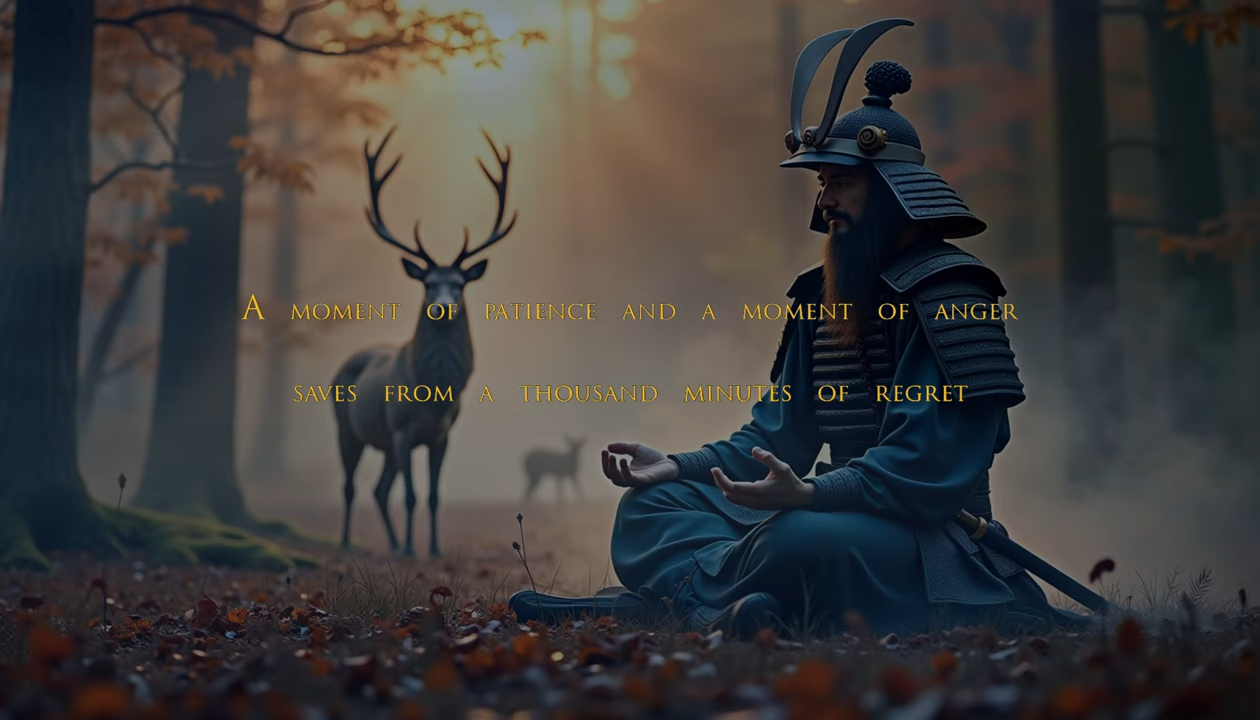 A MOMENT OF PATIENCE AND A MOMENT OF ANGER
SAVES FROM A THOUSAND MINUTES OF REGRET